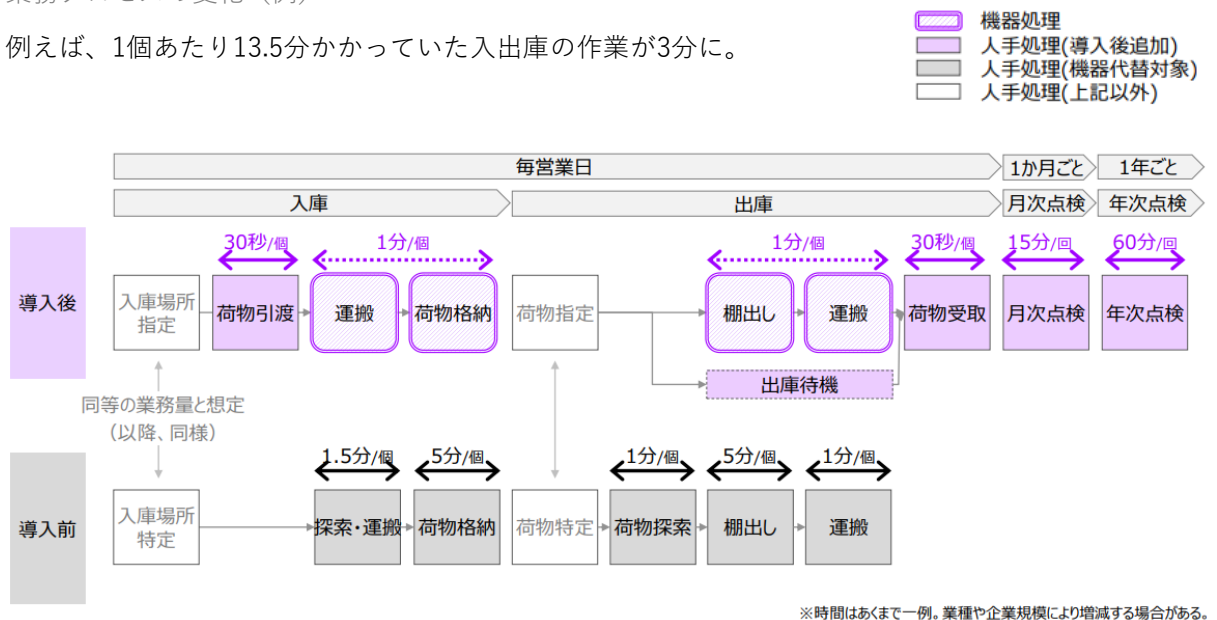 例えば、1個あたり13.5分かかっていた入出庫の作業が3分に。
機器処理
人手処理(導入後追加)
人手処理(機器代替対象)
人手処理(上記以外)
毎営業日
1か月ごと
1年ごと
入庫
出庫
月次点検
年次点検
導入後
30秒/個
1分/個
1分/個
30秒/個
15分/回
60分/回
入庫場所
指定
荷物引渡
運搬
荷物格納
荷物指定
棚出し
運搬
荷物受取
月次点検
年次点検
出庫待機
同等の業務量と想定
(以降、同様)
導入前
1.5分/個
5分/個
1分/個
5分/個
1分/個
入庫場所
特定
探索・運搬
荷物格納
荷物特定
荷物探索
棚出し
運搬
※時間はあくまで一例。業種や企業規模により増減する場合がある。